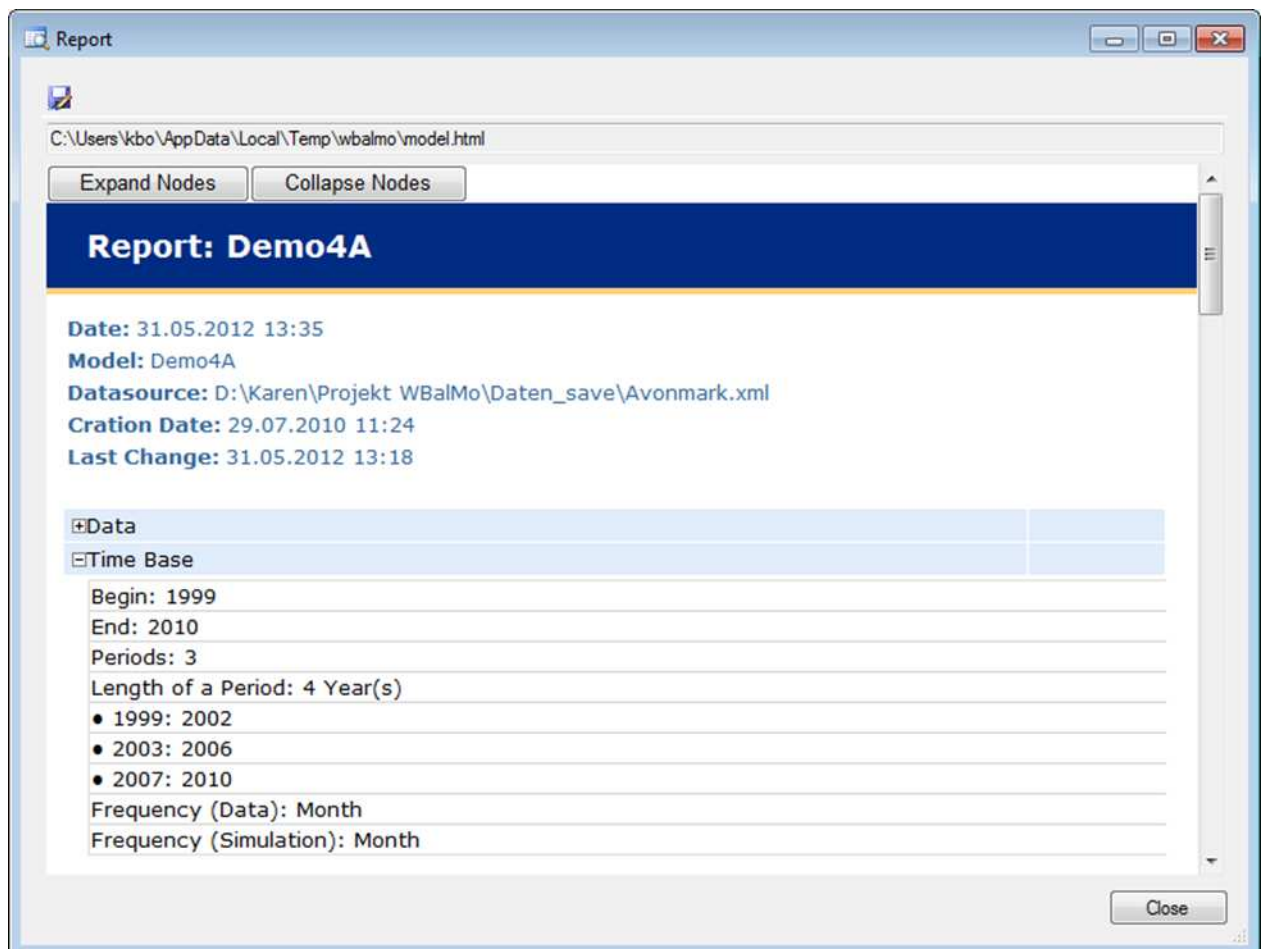 Report
C:\Users\kbo\AppData\Local\Temp\wbalmo\model.html
Expand Nodes Collapse Nodes
Report: Demo4A
Date: 31.05.2012 13:35
Model: Demo4A
Datasource: D:\Karen\Projekt WBalMo\Daten_save\Avonmark.xml
Cration Date: 29.07.2010 11:24
Last Change: 31.05.2012 13:18
Data
Time Base
Begin: 1999
End: 2010
Periods: 3
Length of a Period: 4 Year(s)
• 1999: 2002
• 2003: 2006
• 2007: 2010
Frequency (Data): Month
Frequency (Simulation): Month
Close